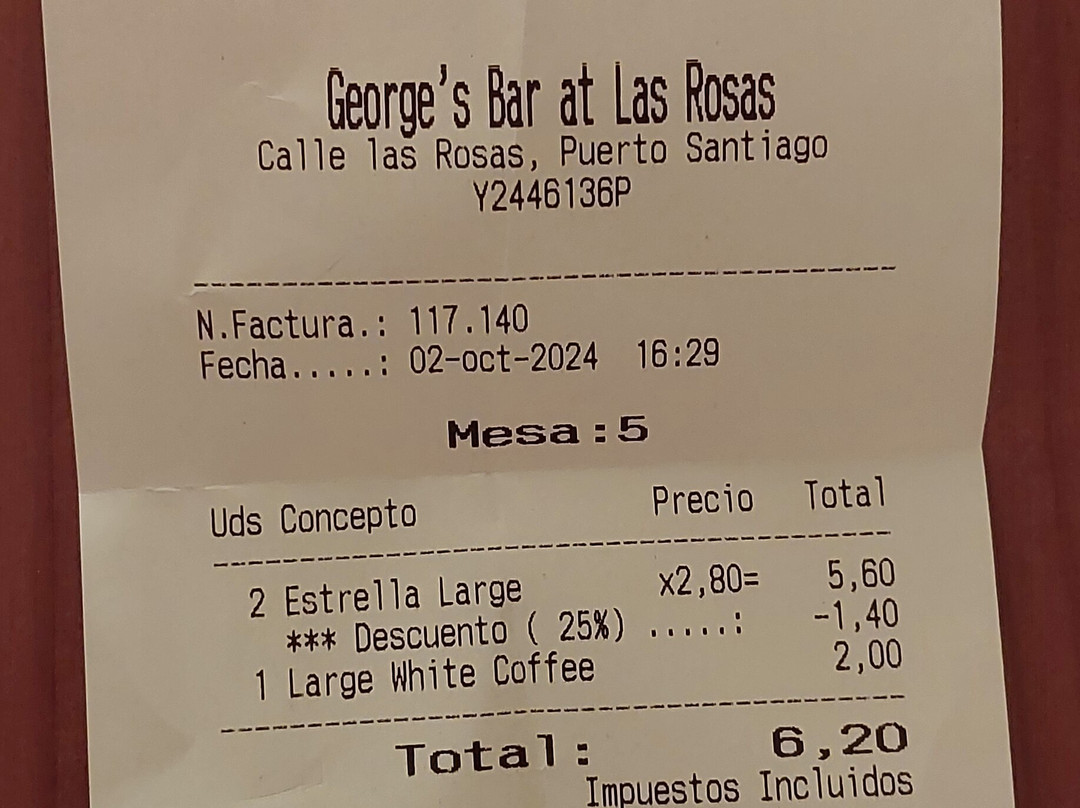 George's Bar at Las Rosas
Calle las Rosas, Puerto Santiago
Y2446136P
N.Factura.: 117.140
Fecha.....: 02-oct-2024 16:29
Mesa:5
Uds Concepto Precio Total
2 Estrella Large x2,80= 5,60
*** Descuento ( 25%) .....: -1,40
1 Large White Coffee 2,00
Total: 6,20
Impuestos Incluidos